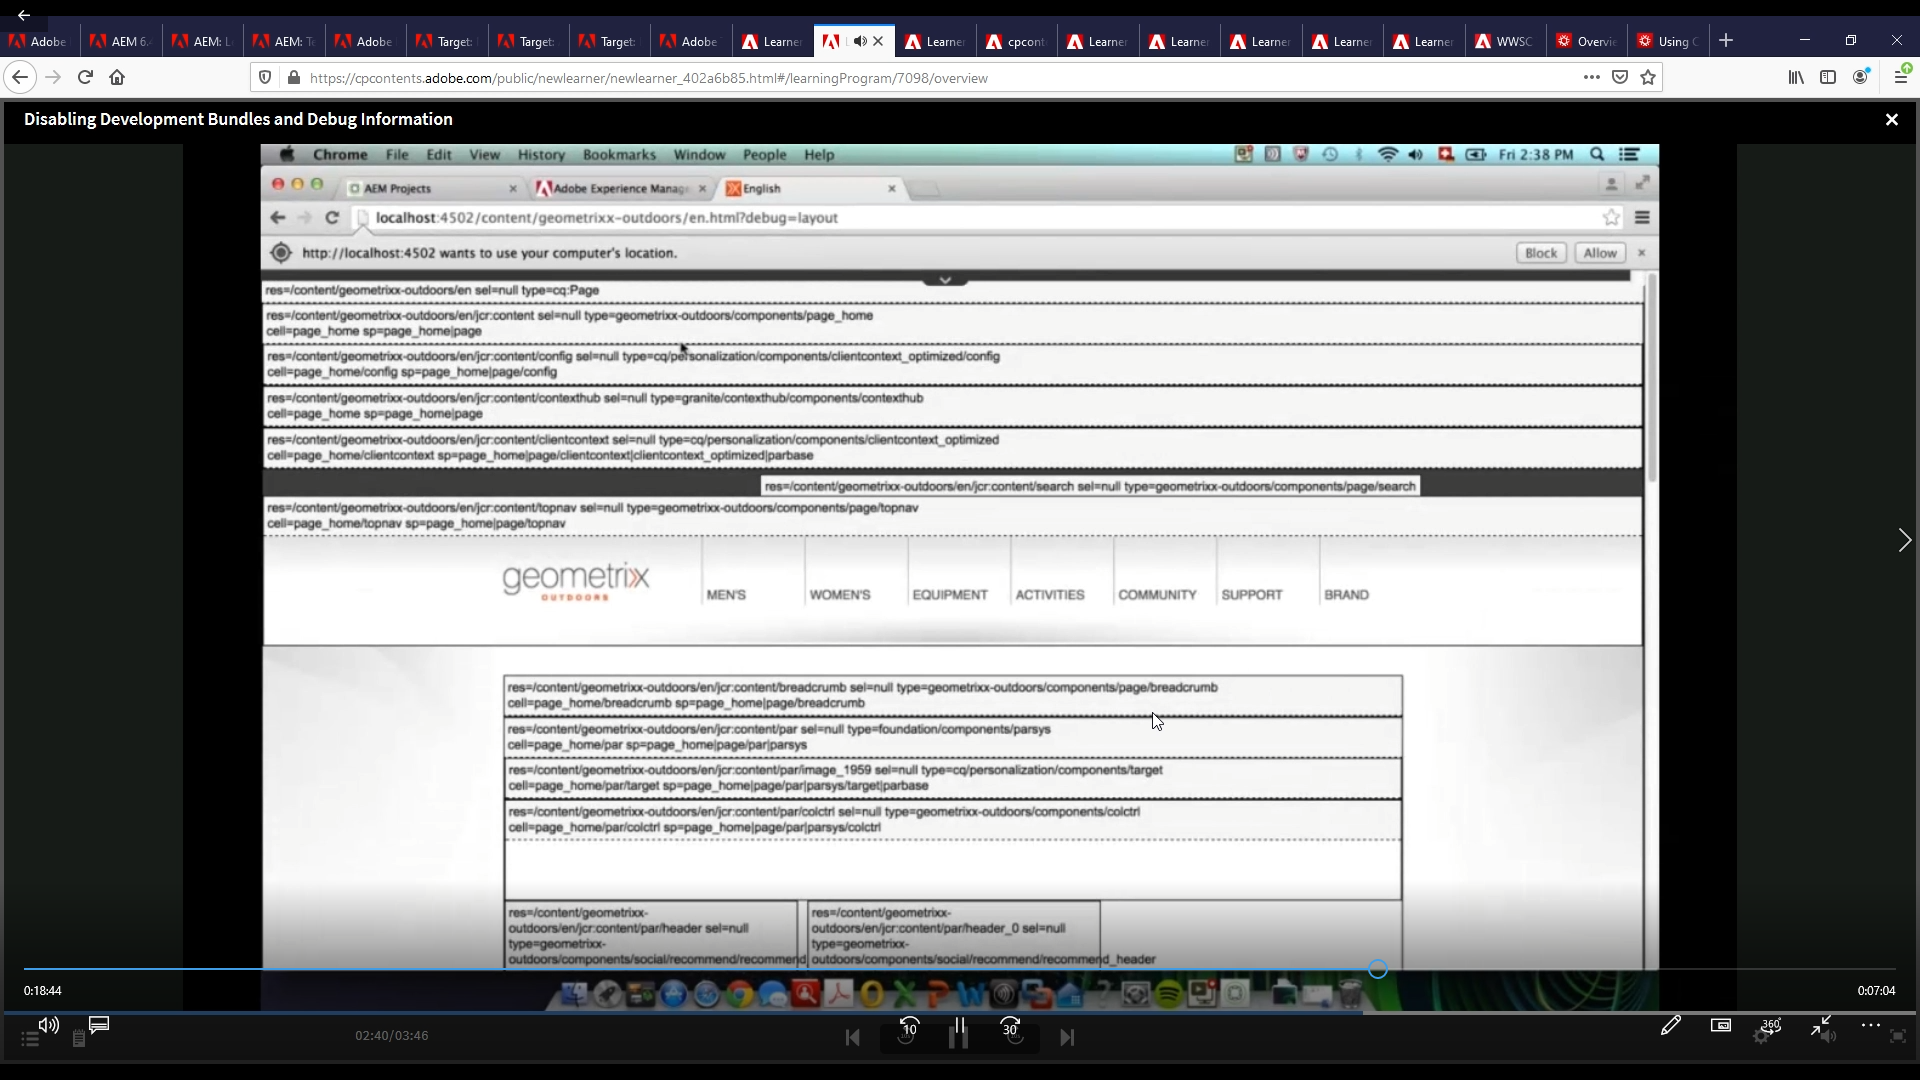 Adobe
AEM 6.
AEM: L
AEM: Te
Adobe
Target:
Target:
Target:
Adobe
Learner
Learner
cpcont
Learner
Learner
Learner
Learner
Learner
WWSC
Overvie
Using C
https://cpcontents.adobe.com/public/newlearner/newlearner_402a6b85.html#/learningProgram/7098/overview
Disabling Development Bundles and Debug Information
Chrome File Edit View History Bookmarks Window People Help
Fri 2:38 PM
AEM Projects
Adobe Experience Manage
English
localhost:4502/content/geometrixx-outdoors/en.html?debug=layout
http://localhost:4502 wants to use your computer's location.
Block
Allow
res=/content/geometrixx-outdoors/en sel=null type=cq:Page
res=/content/geometrixx-outdoors/en/jcr:content sel=null type=geometrixx-outdoors/components/page_home
cell=page_home sp=page_home|page
res=/content/geometrixx-outdoors/en/jcr:content/config sel=null type=cq/personalization/components/clientcontext_optimized/config
cell=page_home/config sp=page_home|page/config
res=/content/geometrixx-outdoors/en/jcr:content/contexthub sel=null type=granite/contexthub/components/contexthub
cell=page_home sp=page_home|page
res=/content/geometrixx-outdoors/en/jcr:content/clientcontext sel=null type=cq/personalization/components/clientcontext_optimized
cell=page_home/clientcontext sp=page_home|page/clientcontext|clientcontext_optimized|parbase
res=/content/geometrixx-outdoors/en/jcr:content/search sel=null type=geometrixx-outdoors/components/page/search
res=/content/geometrixx-outdoors/en/jcr:content/topnav sel=null type=geometrixx-outdoors/components/page/topnav
cell=page_home/topnav sp=page_home|page/topnav
geometrixx
OUTDOORS
MEN'S
WOMEN'S
EQUIPMENT
ACTIVITIES
COMMUNITY
SUPPORT
BRAND
res=/content/geometrixx-outdoors/en/jcr:content/breadcrumb sel=null type=geometrixx-outdoors/components/page/breadcrumb
cell=page_home/breadcrumb sp=page_home|page/breadcrumb
res=/content/geometrixx-outdoors/en/jcr:content/par sel=null type=foundation/components/parsys
cell=page_home/par sp=page_home|page/par|parsys
res=/content/geometrixx-outdoors/en/jcr:content/par/image_1959 sel=null type=cq/personalization/components/target
cell=page_home/par/target sp=page_home|page/par|parsys/target|parbase
res=/content/geometrixx-outdoors/en/jcr:content/par/colctrl sel=null type=geometrixx-outdoors/components/colctrl
cell=page_home/par/colctrl sp=page_home|page/par|parsys/colctrl
res=/content/geometrixx-
outdoors/en/jcr:content/par/header sel=null
type=geometrixx-
outdoors/components/social/recommend/recommend
res=/content/geometrixx-
outdoors/en/jcr:content/par/header_0 sel=null
type=geometrixx-
outdoors/components/social/recommend/recommend_header
0:18:44
0:07:04
02:40/03:46
10
30
360